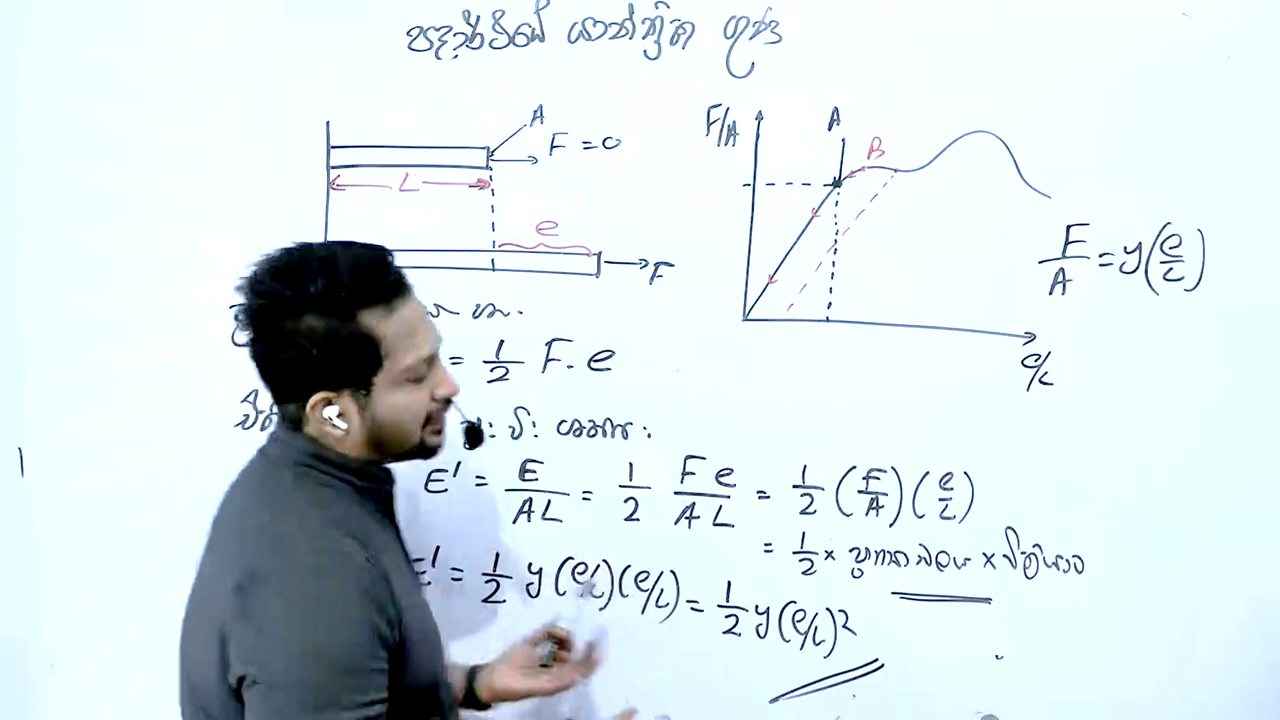 පදාර්ථයේ යාන්ත්‍රික ගුණ
A
F = 0
L
e
F
F/A
A
B
e/L
F/A = y(e/L)
= 1/2 F. e
E' = E/AL = 1/2 Fe/AL = 1/2 (F/A)(e/L)
= 1/2 × ප්‍රත්‍යාබලය × වික්‍රියාව
E' = 1/2 y(e/L)(e/L) = 1/2 y(e/L)²